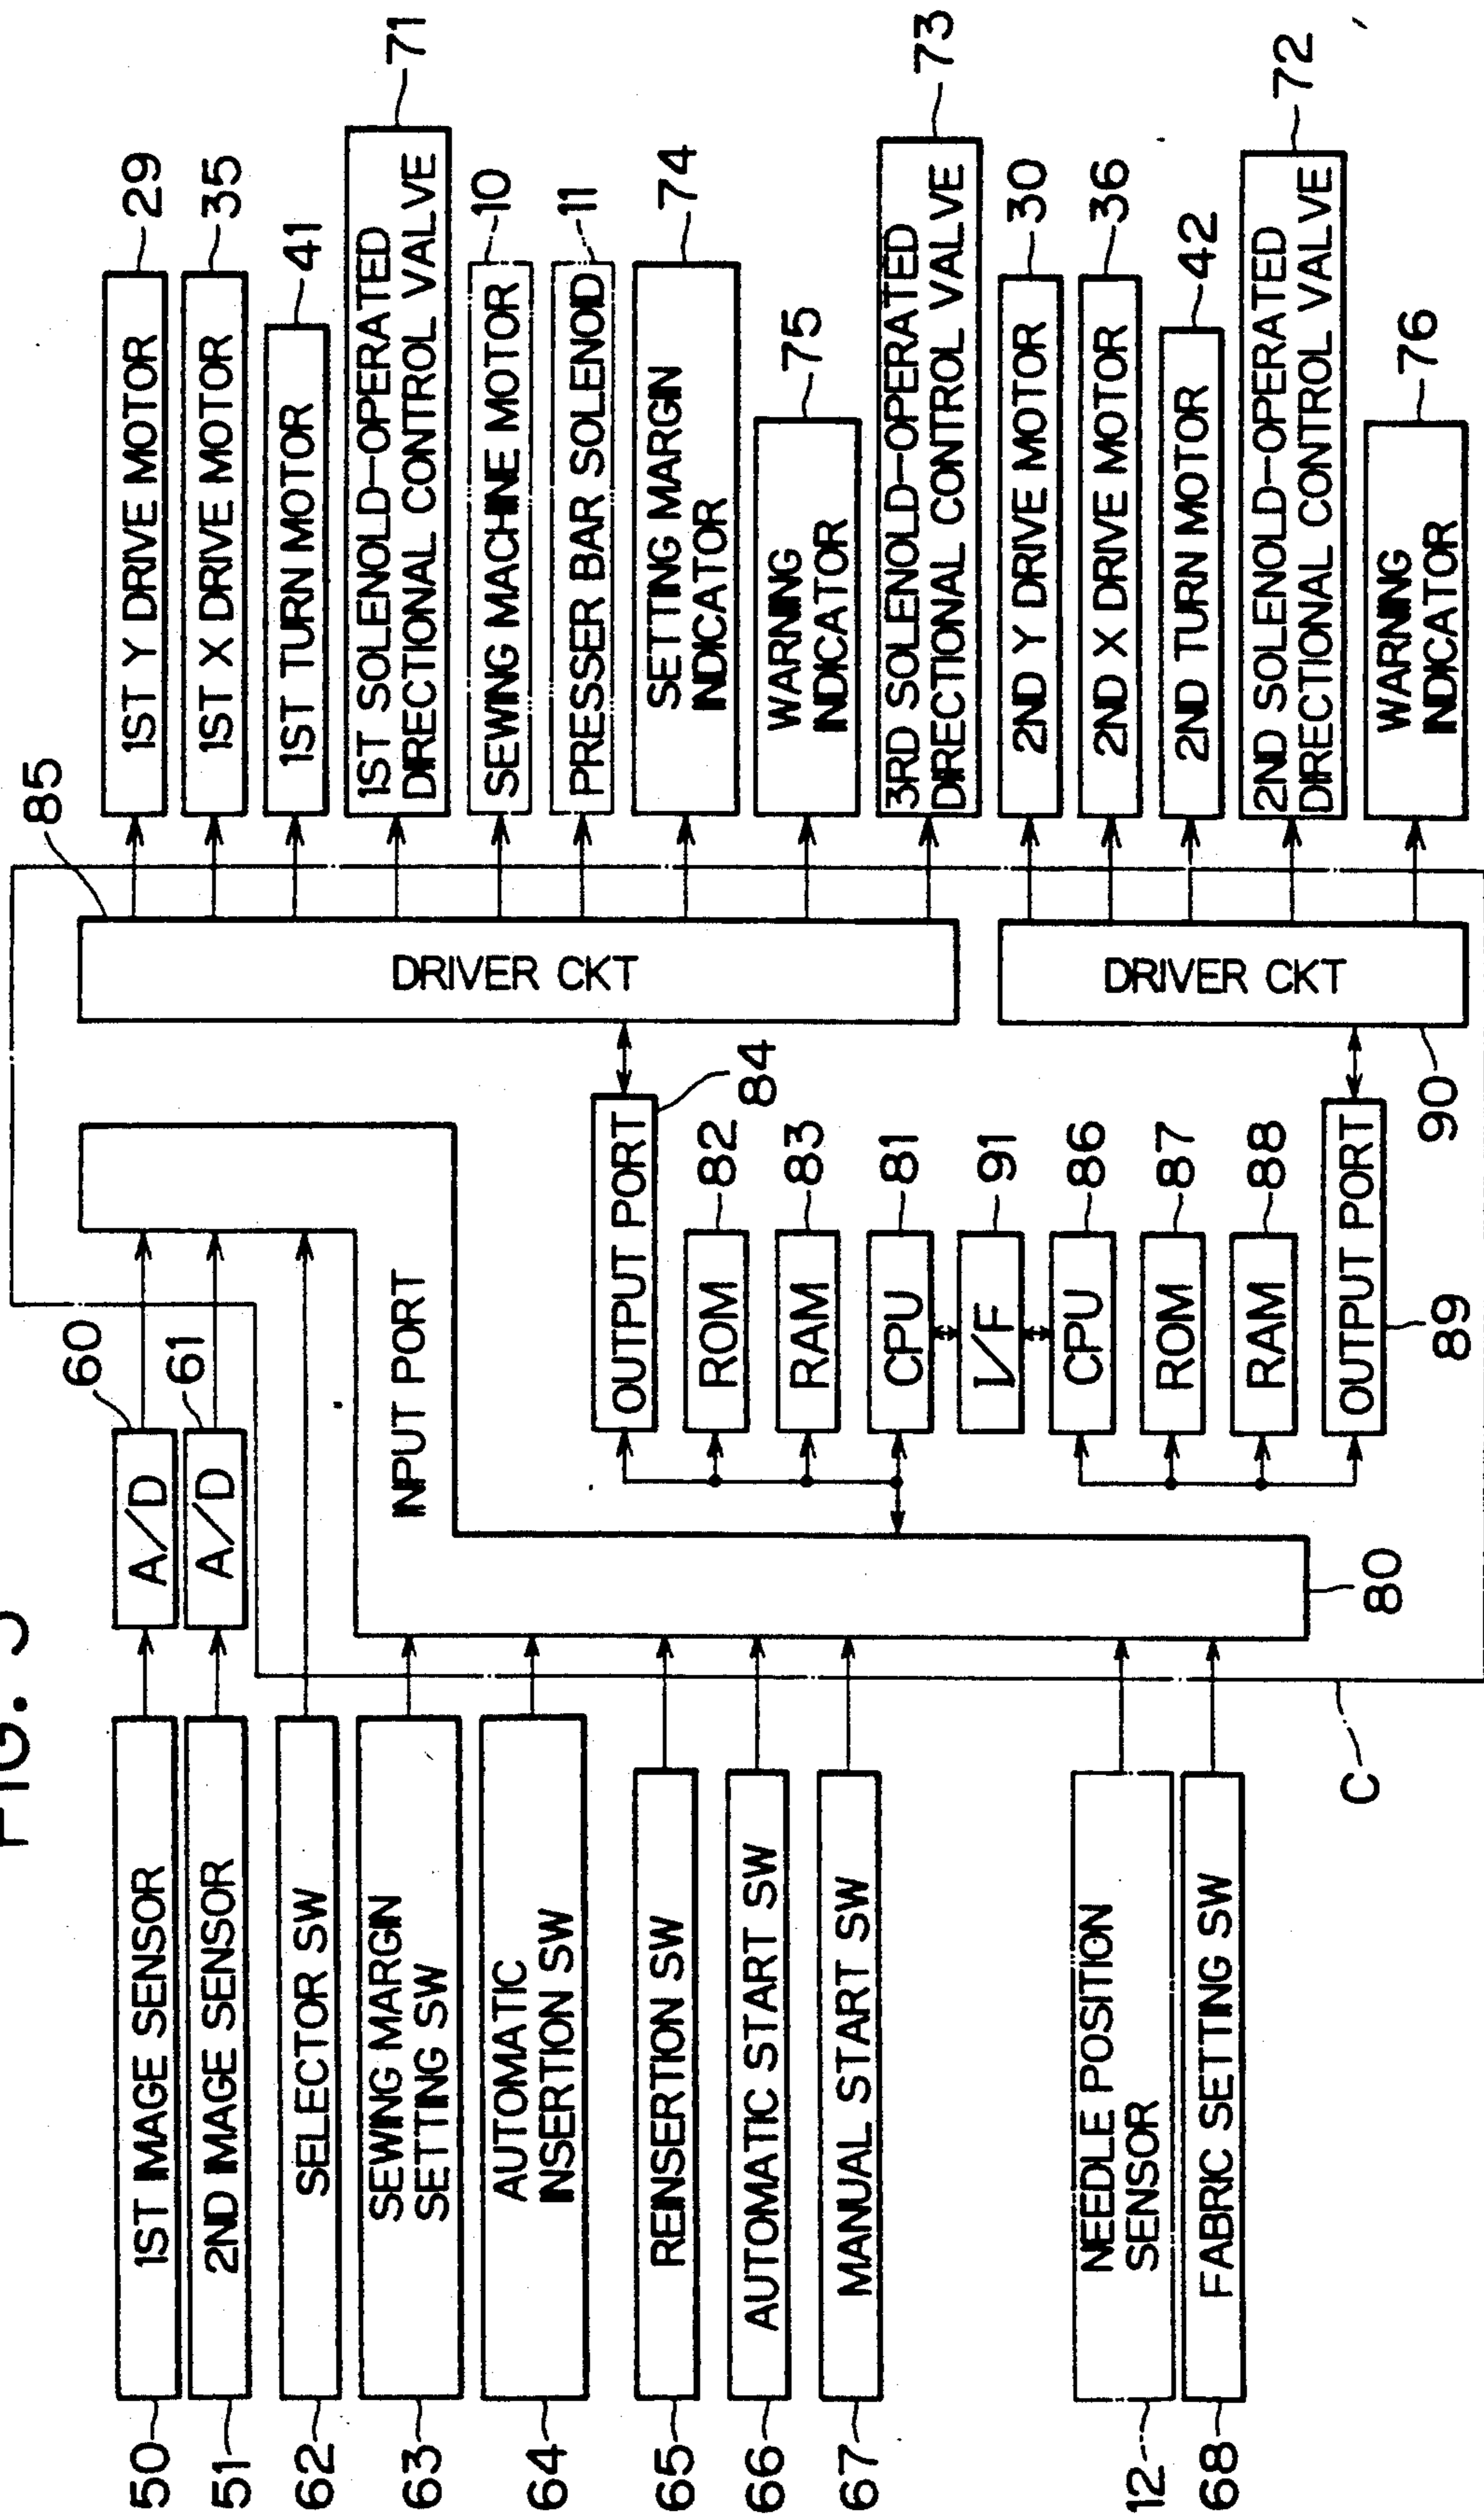 FIG.
50
1ST IMAGE SENSOR
A/D
60
51
2ND IMAGE SENSOR
A/D
61
62
SELECTOR SW
63
SEWING MARGIN
SETTING SW
64
AUTOMATIC
INSERTION SW
65
REINSERTION SW
66
AUTOMATIC START SW
67
MANUAL START SW
12
NEEDLE POSITION
SENSOR
68
FABRIC SETTING SW
C
INPUT PORT
80
OUTPUT PORT
84
ROM
82
RAM
83
CPU
81
I/F
91
CPU
86
ROM
87
RAM
88
OUTPUT PORT
89
DRIVER CKT
85
DRIVER CKT
90
1ST Y DRIVE MOTOR
29
1ST X DRIVE MOTOR
35
1ST TURN MOTOR
41
1ST SOLENOLD-OPERATED
DIRECTIONAL CONTROL VALVE
71
SEWING MACHINE MOTOR
10
PRESSER BAR SOLENOD
11
SETTING MARGIN
INDICATOR
74
WARNING
INDICATOR
75
3RD SOLENOLD-OPERATED
DIRECTIONAL CONTROL VALVE
73
2ND Y DRIVE MOTOR
30
2ND X DRIVE MOTOR
36
2ND TURN MOTOR
42
2ND SOLENOLD-OPERATED
DIRECTIONAL CONTROL VALVE
72
WARNING
INDICATOR
76